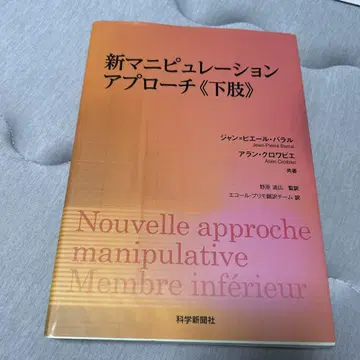 新マニピュレーション
アプローチ《下肢》
ジャン=ピエール・バラル
Jean-Pierre Barral
アラン・クロワビエ
Alain Croibier
共著
野田 道広 監訳
エコール・プリモ翻訳チーム 訳
Nouvelle approche
manipulative
Membre inférieur
科学新聞社